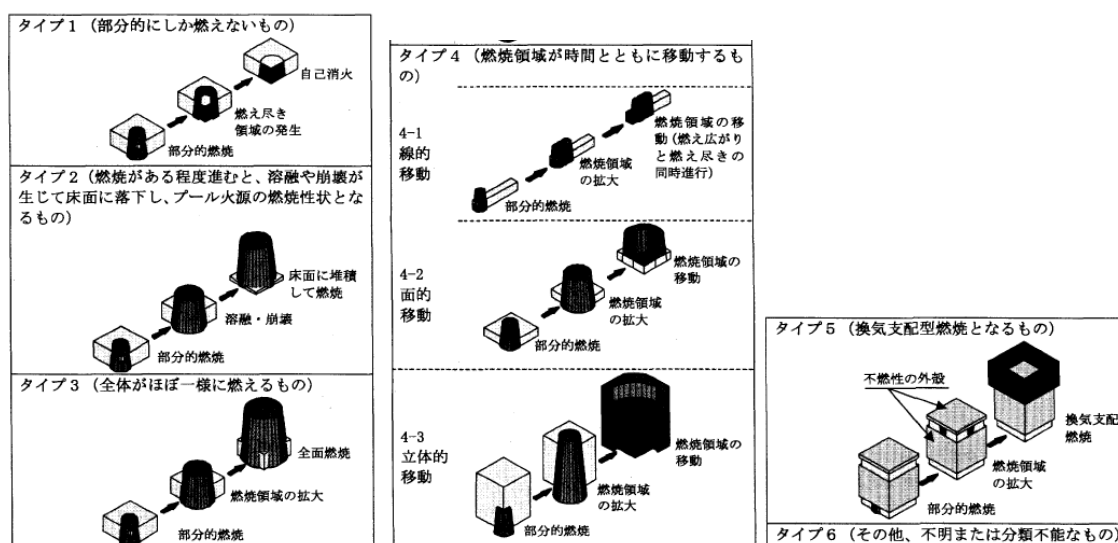 タイプ1（部分的にしか燃えないもの）
自己消火
燃え尽き
領域の発生
部分的燃焼
タイプ2（燃焼がある程度進むと、溶融や崩壊が
生じて床面に落下し、プール火源の燃焼性状とな
るもの）
床面に堆積
して燃焼
溶融・崩壊
部分的燃焼
タイプ3（全体がほぼ一様に燃えるもの）
全面燃焼
燃焼領域の拡大
部分的燃焼
タイプ4（燃焼領域が時間とともに移動するも
の）
4-1
線的
移動
燃焼領域の移
動（燃え広がり
と燃え尽きの
同時進行）
燃焼領域
の拡大
部分的燃焼
4-2
面的
移動
燃焼領域の
移動
燃焼領域
の拡大
部分的燃焼
4-3
立体的
移動
燃焼領域の
移動
燃焼領域
の拡大
部分的燃焼
タイプ5（換気支配型燃焼となるもの）
不燃性の外殻
換気支配
燃焼
燃焼領域
の拡大
部分的燃焼
タイプ6（その他、不明または分類不能なもの）